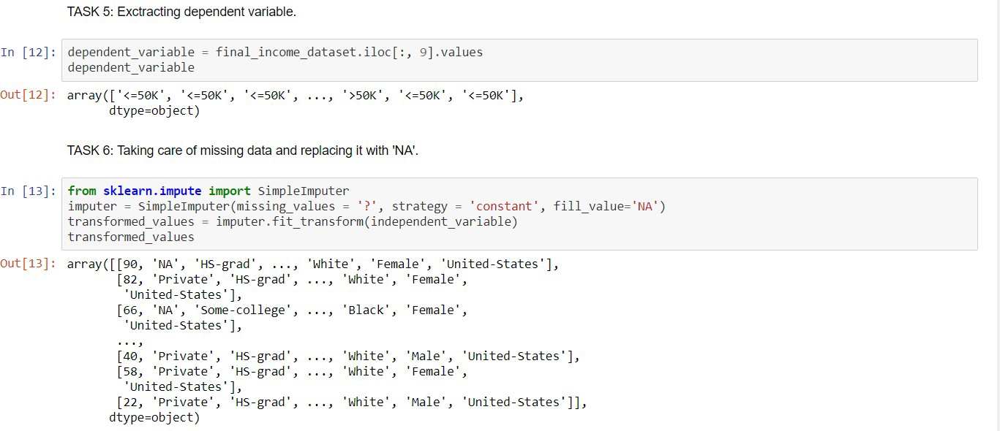 TASK 5: Exctracting dependent variable.
In [12]: dependent_variable = final_income_dataset.iloc[:, 9].values
dependent_variable
Out[12]: array(['<=50K', '<=50K', '<=50K', ..., '>50K', '<=50K', '<=50K'],
dtype=object)
TASK 6: Taking care of missing data and replacing it with 'NA'.
In [13]: from sklearn.impute import SimpleImputer
imputer = SimpleImputer(missing_values = '?', strategy = 'constant', fill_value='NA')
transformed_values = imputer.fit_transform(independent_variable)
transformed_values
Out[13]: array([[90, 'NA', 'HS-grad', ..., 'White', 'Female', 'United-States'],
[82, 'Private', 'HS-grad', ..., 'White', 'Female',
'United-States'],
[66, 'NA', 'Some-college', ..., 'Black', 'Female',
'United-States'],
...,
[40, 'Private', 'HS-grad', ..., 'White', 'Male', 'United-States'],
[58, 'Private', 'HS-grad', ..., 'White', 'Female',
'United-States'],
[22, 'Private', 'HS-grad', ..., 'White', 'Male', 'United-States']],
dtype=object)